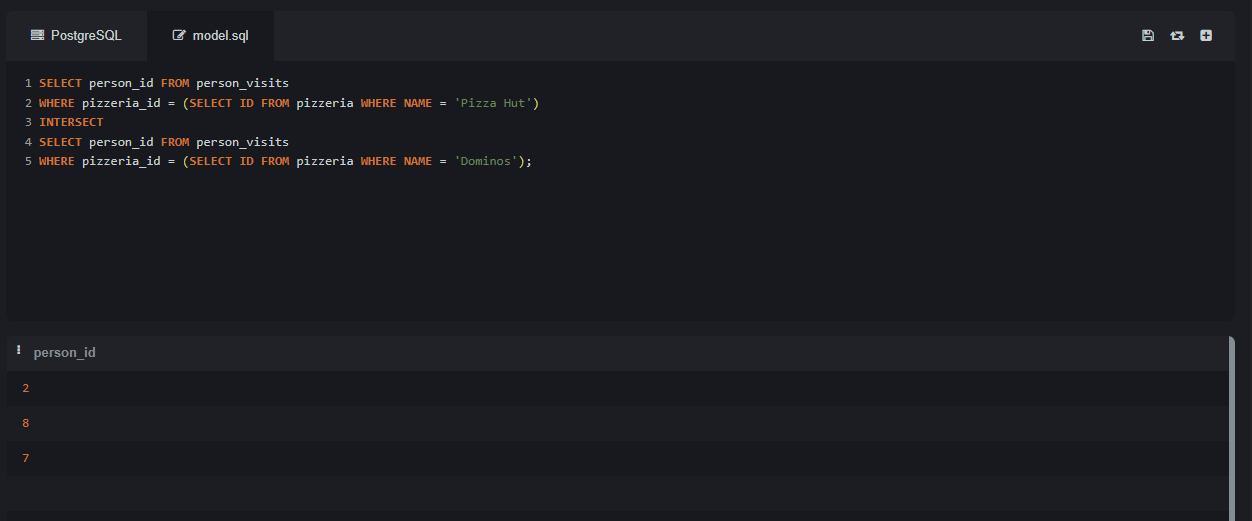 PostgreSQL model.sql
1 SELECT person_id FROM person_visits
2 WHERE pizzeria_id = (SELECT ID FROM pizzeria WHERE NAME = 'Pizza Hut')
3 INTERSECT
4 SELECT person_id FROM person_visits
5 WHERE pizzeria_id = (SELECT ID FROM pizzeria WHERE NAME = 'Dominos');
person_id
2
8
7